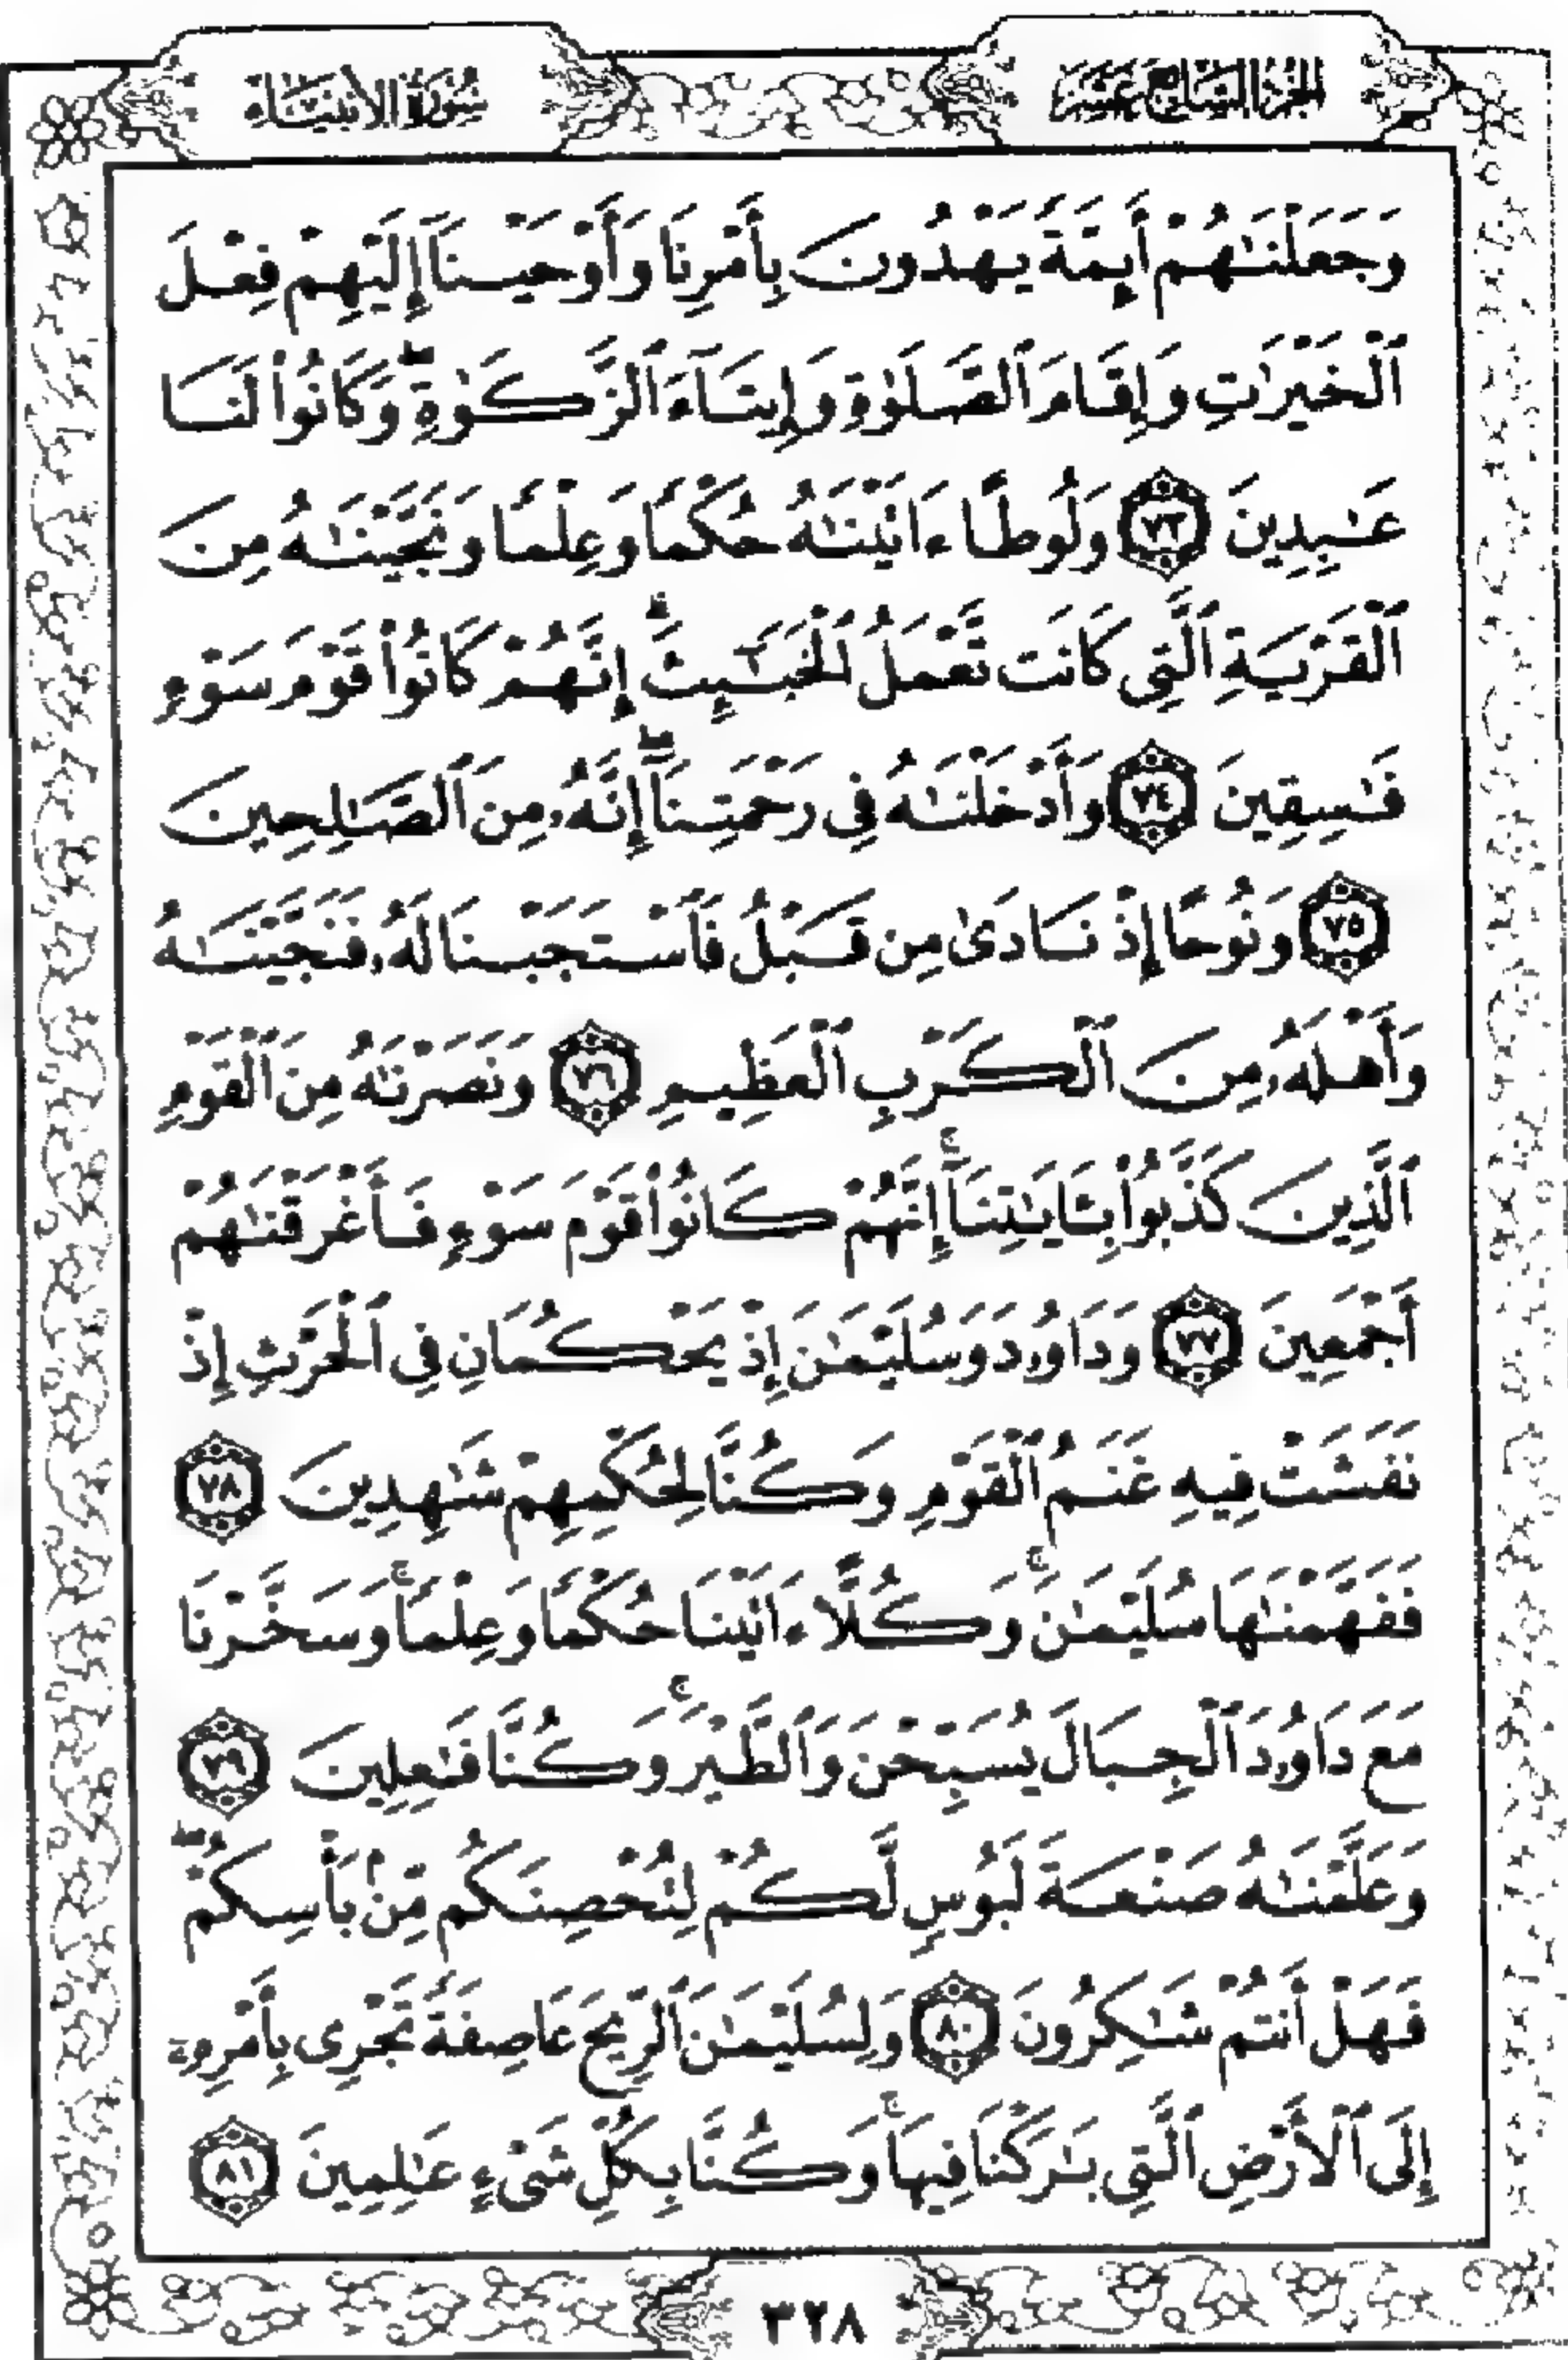 الجزء السابع عشر
سورة الأنبياء
وَجَعَلْنَٰهُمْ أَئِمَّةً يَهْدُونَ بِأَمْرِنَا وَأَوْحَيْنَآ إِلَيْهِمْ فِعْلَ
ٱلْخَيْرَٰتِ وَإِقَامَ ٱلصَّلَوٰةِ وَإِيتَآءَ ٱلزَّكَوٰةِ ۖ وَكَانُوا۟ لَنَا
عَٰبِدِينَ ٧٣ وَلُوطًا ءَاتَيْنَٰهُ حُكْمًا وَعِلْمًا وَنَجَّيْنَٰهُ مِنَ
ٱلْقَرْيَةِ ٱلَّتِى كَانَت تَّعْمَلُ ٱلْخَبَٰٓئِثَ ۗ إِنَّهُمْ كَانُوا۟ قَوْمَ سَوْءٍ
فَٰسِقِينَ ٧٤ وَأَدْخَلْنَٰهُ فِى رَحْمَتِنَآ ۖ إِنَّهُۥ مِنَ ٱلصَّٰلِحِينَ
٧٥ وَنُوحًا إِذْ نَادَىٰ مِن قَبْلُ فَٱسْتَجَبْنَا لَهُۥ فَنَجَّيْنَٰهُ
وَأَهْلَهُۥ مِنَ ٱلْكَرْبِ ٱلْعَظِيمِ ٧٦ وَنَصَرْنَٰهُ مِنَ ٱلْقَوْمِ
ٱلَّذِينَ كَذَّبُوا۟ بِـَٔايَٰتِنَآ ۚ إِنَّهُمْ كَانُوا۟ قَوْمَ سَوْءٍ فَأَغْرَقْنَٰهُمْ
أَجْمَعِينَ ٧٧ وَدَاوُۥدَ وَسُلَيْمَٰنَ إِذْ يَحْكُمَانِ فِى ٱلْحَرْثِ إِذْ
نَفَشَتْ فِيهِ غَنَمُ ٱلْقَوْمِ وَكُنَّا لِحُكْمِهِمْ شَٰهِدِينَ ٧٨
فَفَهَّمْنَٰهَا سُلَيْمَٰنَ ۚ وَكُلًّا ءَاتَيْنَا حُكْمًا وَعِلْمًا ۚ وَسَخَّرْنَا
مَعَ دَاوُۥدَ ٱلْجِبَالَ يُسَبِّحْنَ وَٱلطَّيْرَ ۚ وَكُنَّا فَٰعِلِينَ ٧٩
وَعَلَّمْنَٰهُ صَنْعَةَ لَبُوسٍ لَّكُمْ لِتُحْصِنَكُم مِّنۢ بَأْسِكُمْ ۖ
فَهَلْ أَنتُمْ شَٰكِرُونَ ٨٠ وَلِسُلَيْمَٰنَ ٱلرِّيحَ عَاصِفَةً تَجْرِى بِأَمْرِهِۦٓ
إِلَى ٱلْأَرْضِ ٱلَّتِى بَٰرَكْنَا فِيهَا ۚ وَكُنَّا بِكُلِّ شَىْءٍ عَٰلِمِينَ ٨١
٣٢٨